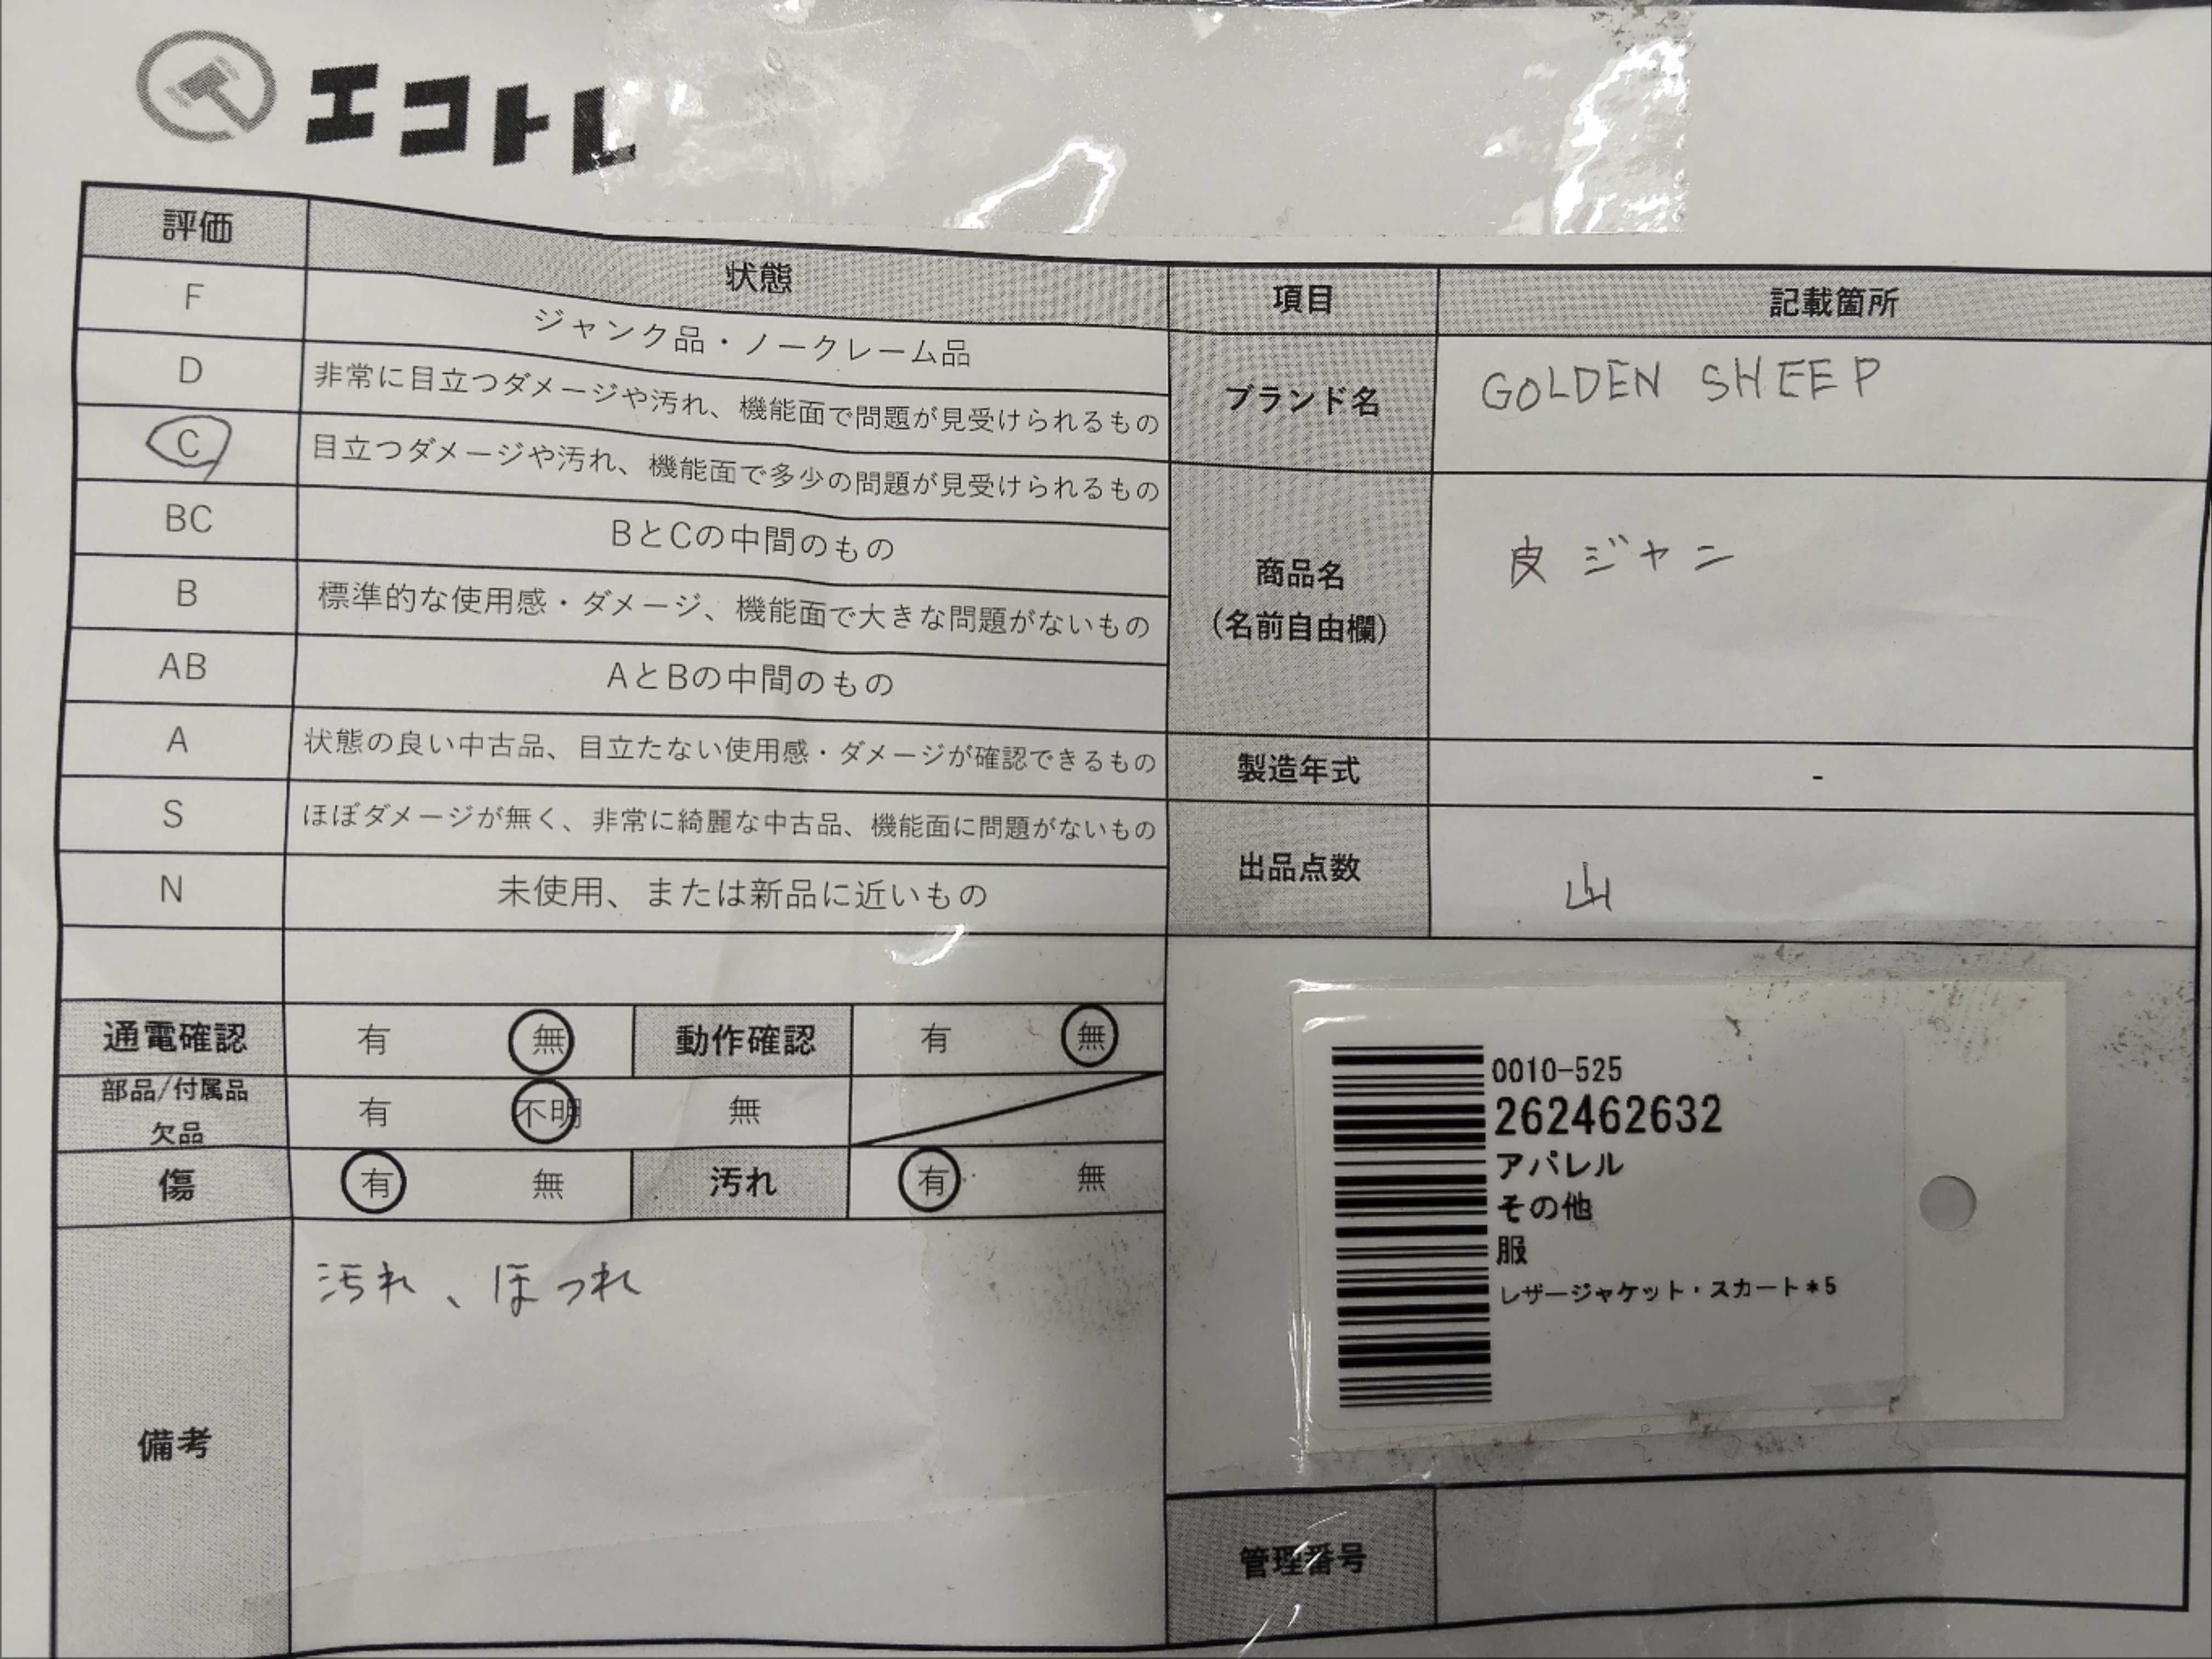 エコトレ
評価 状態
F ジャンク品・ノークレーム品
D 非常に目立つダメージや汚れ、機能面で問題が見受けられるもの
C 目立つダメージや汚れ、機能面で多少の問題が見受けられるもの
BC BとCの中間のもの
B 標準的な使用感・ダメージ、機能面で大きな問題がないもの
AB AとBの中間のもの
A 状態の良い中古品、目立たない使用感・ダメージが確認できるもの
S ほぼダメージが無く、非常に綺麗な中古品、機能面に問題がないもの
N 未使用、または新品に近いもの
通電確認 有 無 動作確認 有 無
部品/付属品
欠品 有 不明 無
傷 有 無 汚れ 有 無
備考 汚れ、ほつれ
項目 記載箇所
ブランド名 GOLDEN SHEEP
商品名
(名前自由欄) 皮ジャン
製造年式 -
出品点数 山
0010-525
262462632
アパレル
その他
服
レザージャケット・スカート*5
管理番号